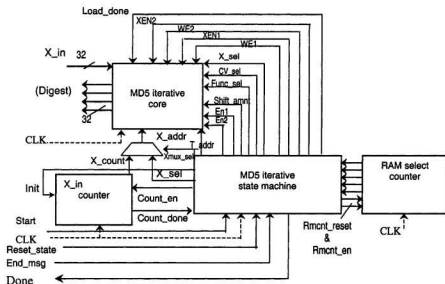 Load_done
XEN2
WE2
XEN1
WE1
X_in
32
X_sel
CV_sel
Func_sel
(Digest)
MD5 iterative
core
Shift_amnt
32
En1
En2
CLK
X_addr
T_addr
Xmux_sel
X_count
X_sel
MD5 iterative
state machine
RAM select
counter
Init
X_in
counter
Count_en
Count_done
Rmcnt_reset
&
Rmcnt_en
CLK
Start
CLK
Reset_state
End_msg
Done